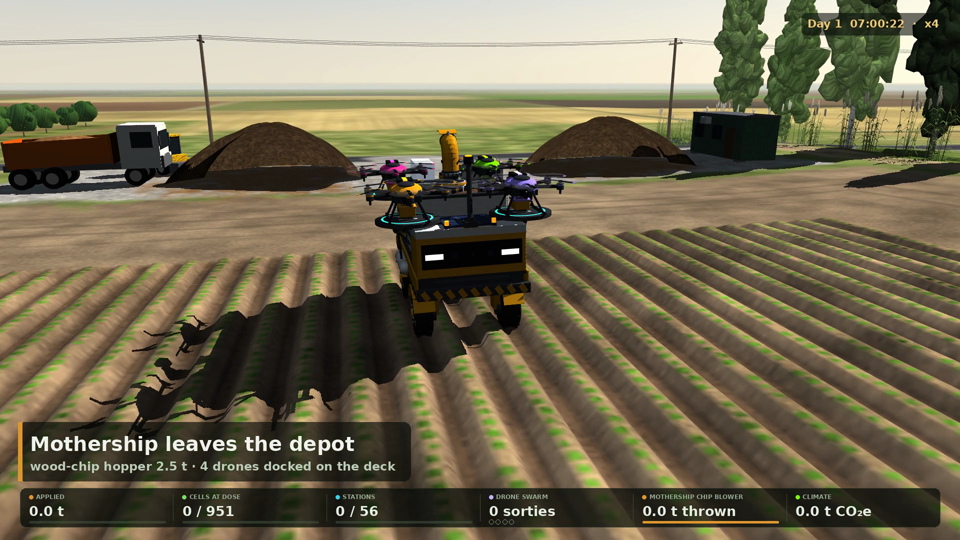 Day 1 07:00:22 · x4
Mothership leaves the depot
wood-chip hopper 2.5 t · 4 drones docked on the deck
APPLIED
0.0 t
CELLS AT DOSE
0 / 951
STATIONS
0 / 56
DRONE SWARM
0 sorties
MOTHERSHIP CHIP BLOWER
0.0 t thrown
CLIMATE
0.0 t CO₂e